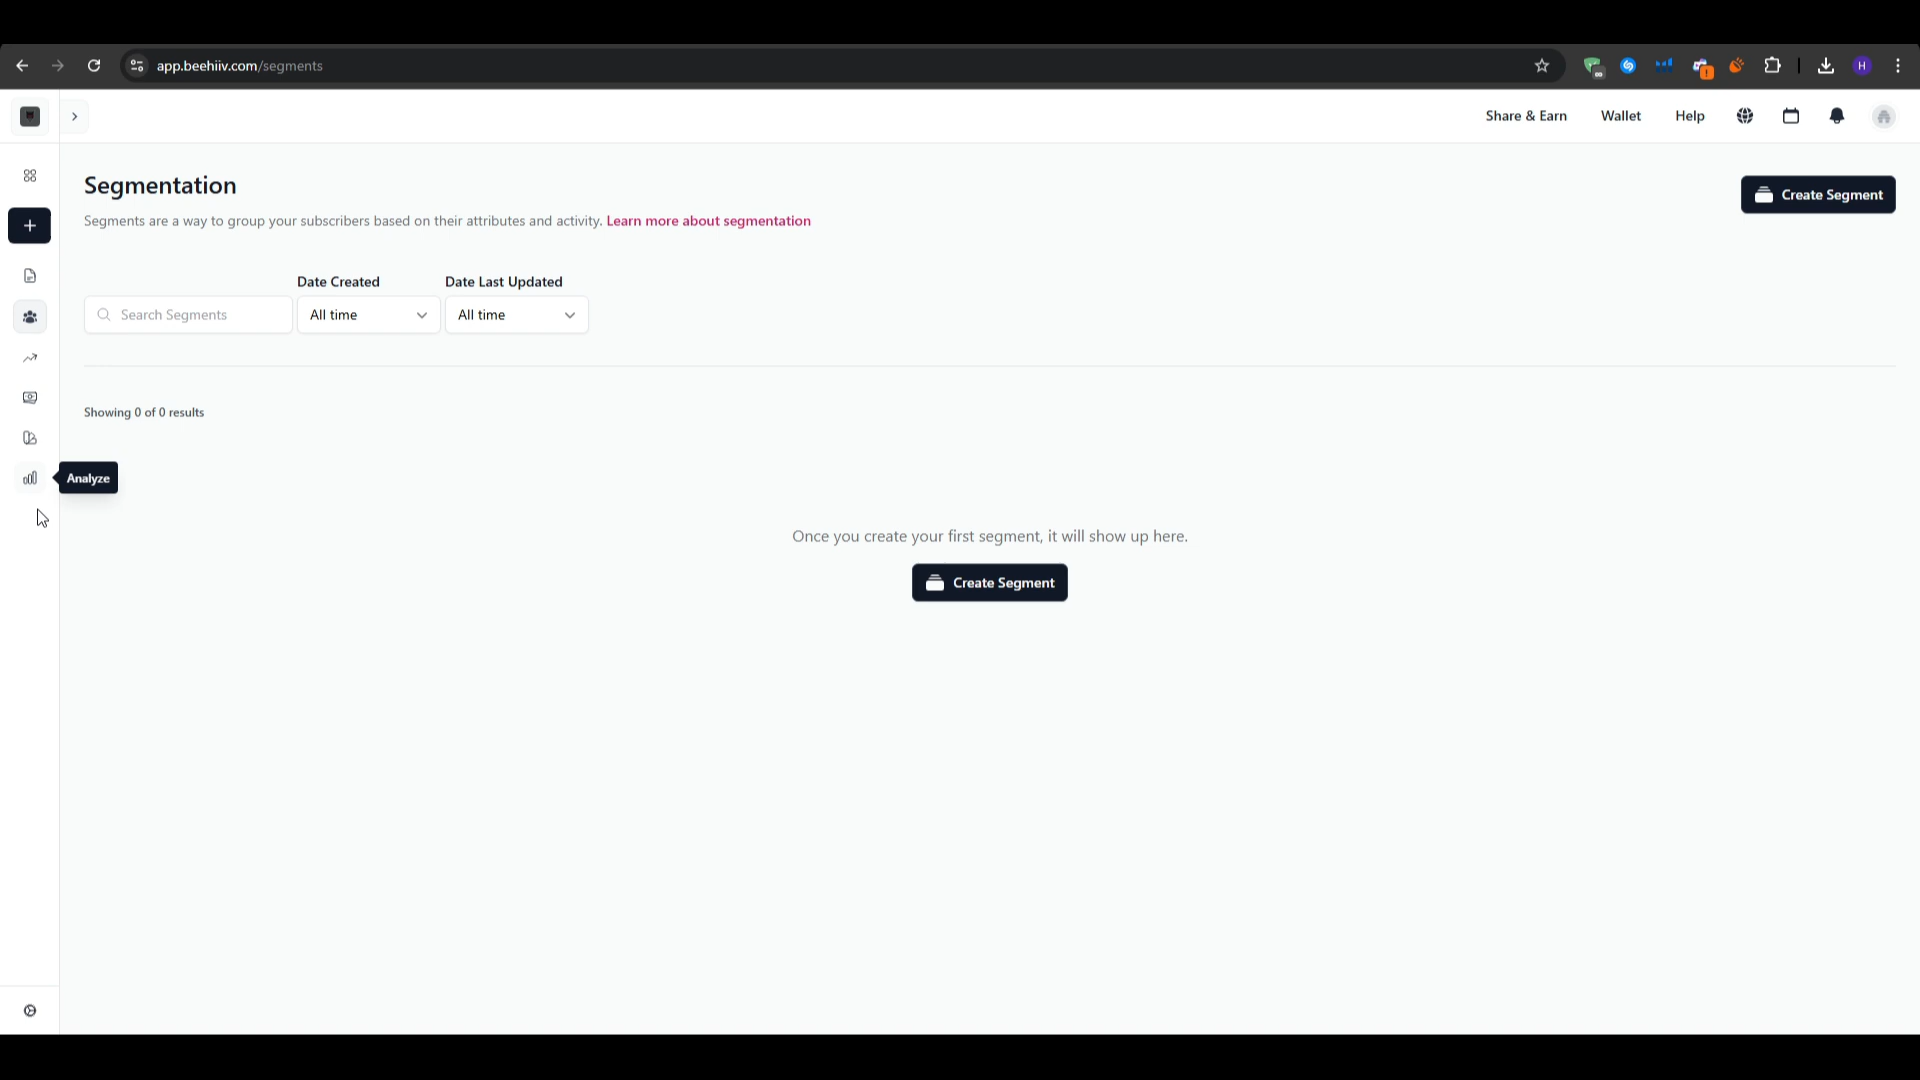 app.beehiiv.com/segments
H
Share & Earn
Wallet
Help
Segmentation
Create Segment
Segments are a way to group your subscribers based on their attributes and activity. Learn more about segmentation
Date Created
Date Last Updated
Search Segments
All time
All time
Showing 0 of 0 results
Analyze
Once you create your first segment, it will show up here.
Create Segment